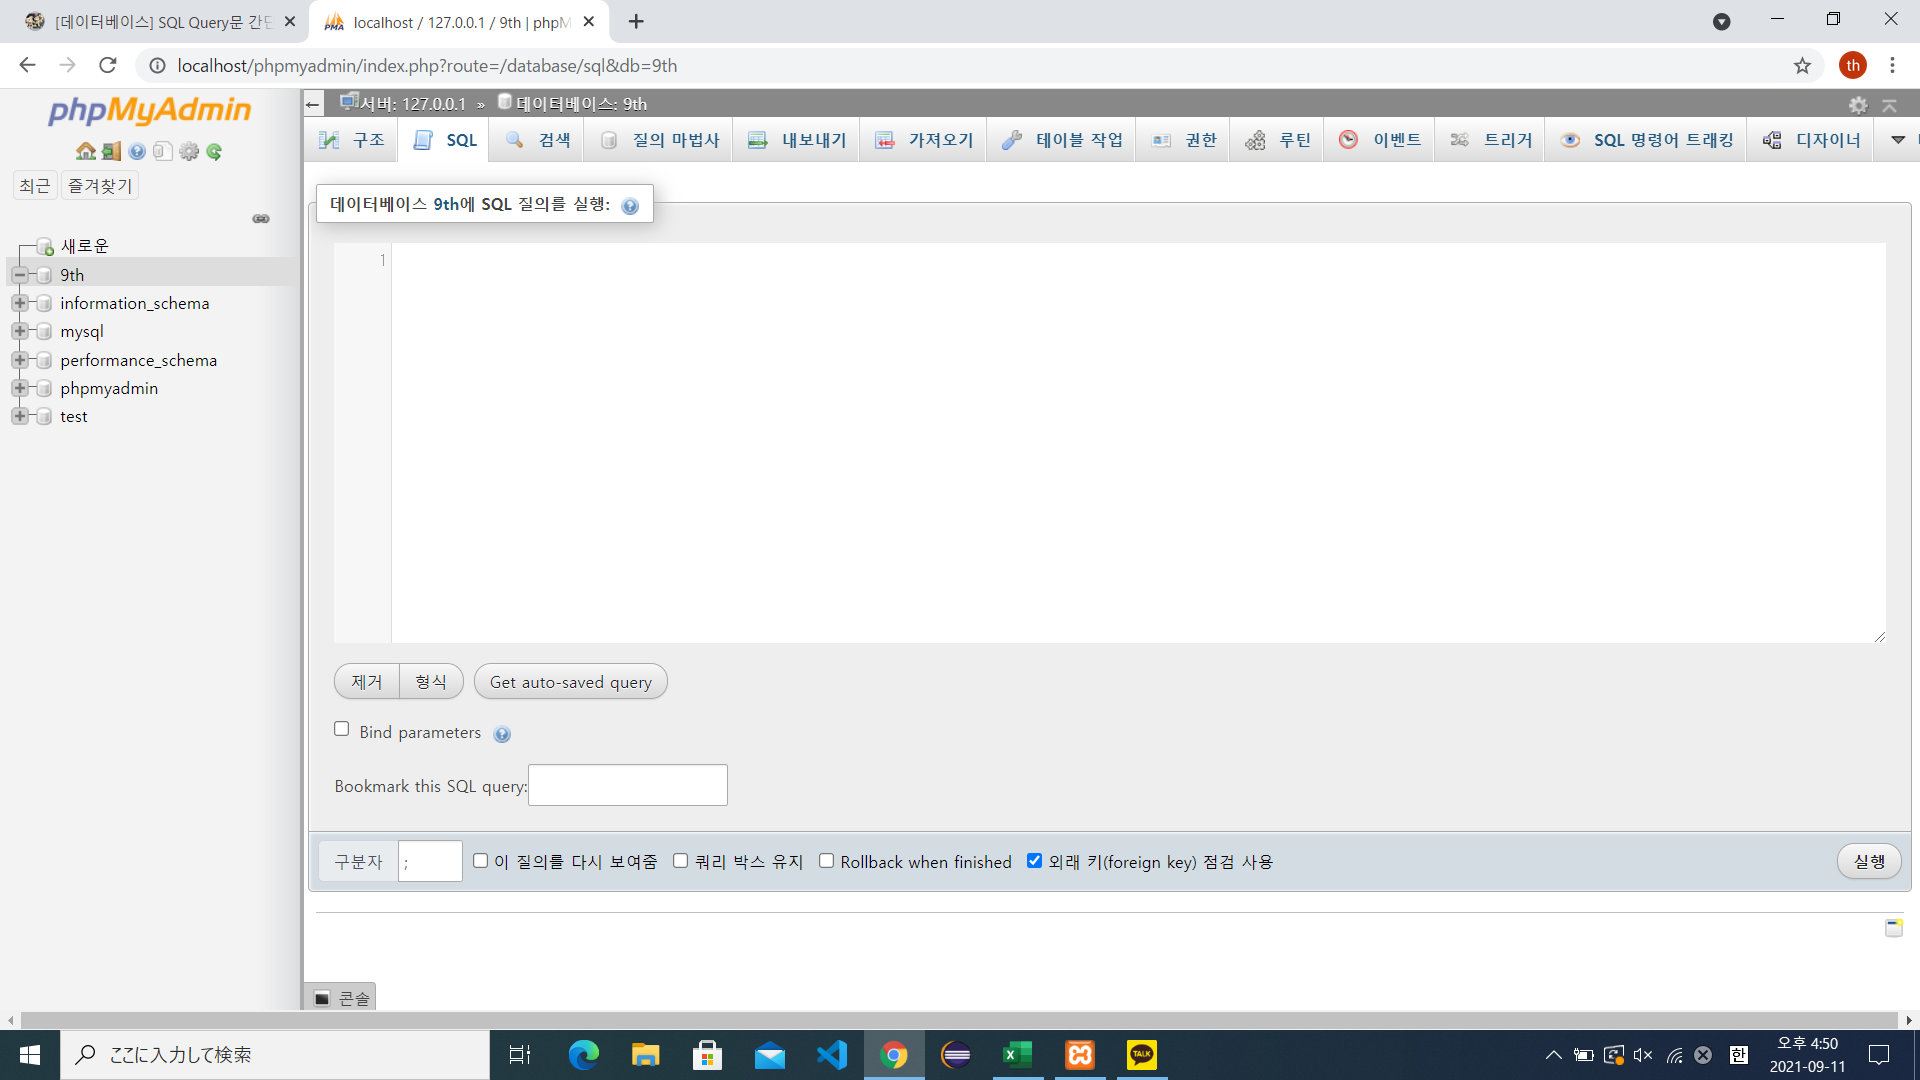 [데이터베이스] SQL Query문 간단
localhost / 127.0.0.1 / 9th | phpM
th
localhost/phpmyadmin/index.php?route=/database/sql&db=9th
phpMyAdmin
최근 즐겨찾기
새로운
9th
information_schema
mysql
performance_schema
phpmyadmin
test
서버: 127.0.0.1 » 데이터베이스: 9th
구조 SQL 검색 질의 마법사 내보내기 가져오기 테이블 작업 권한 루틴 이벤트 트리거 SQL 명령어 트래킹 디자이너
데이터베이스 9th에 SQL 질의를 실행:
1
제거 형식 Get auto-saved query
Bind parameters
Bookmark this SQL query:
구분자 ; 이 질의를 다시 보여줌 쿼리 박스 유지 Rollback when finished 외래 키(foreign key) 점검 사용 실행
콘솔
ここに入力して検索
TALK
한
오후 4:50
2021-09-11